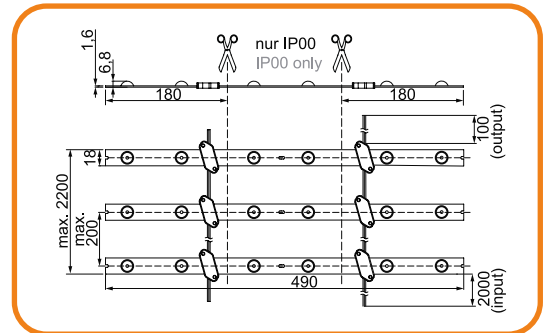 nur IP00
IP00 only
1,6
6,8
180
180
100
(output)
18
max. 2200
max.
200
490
2000
(input)